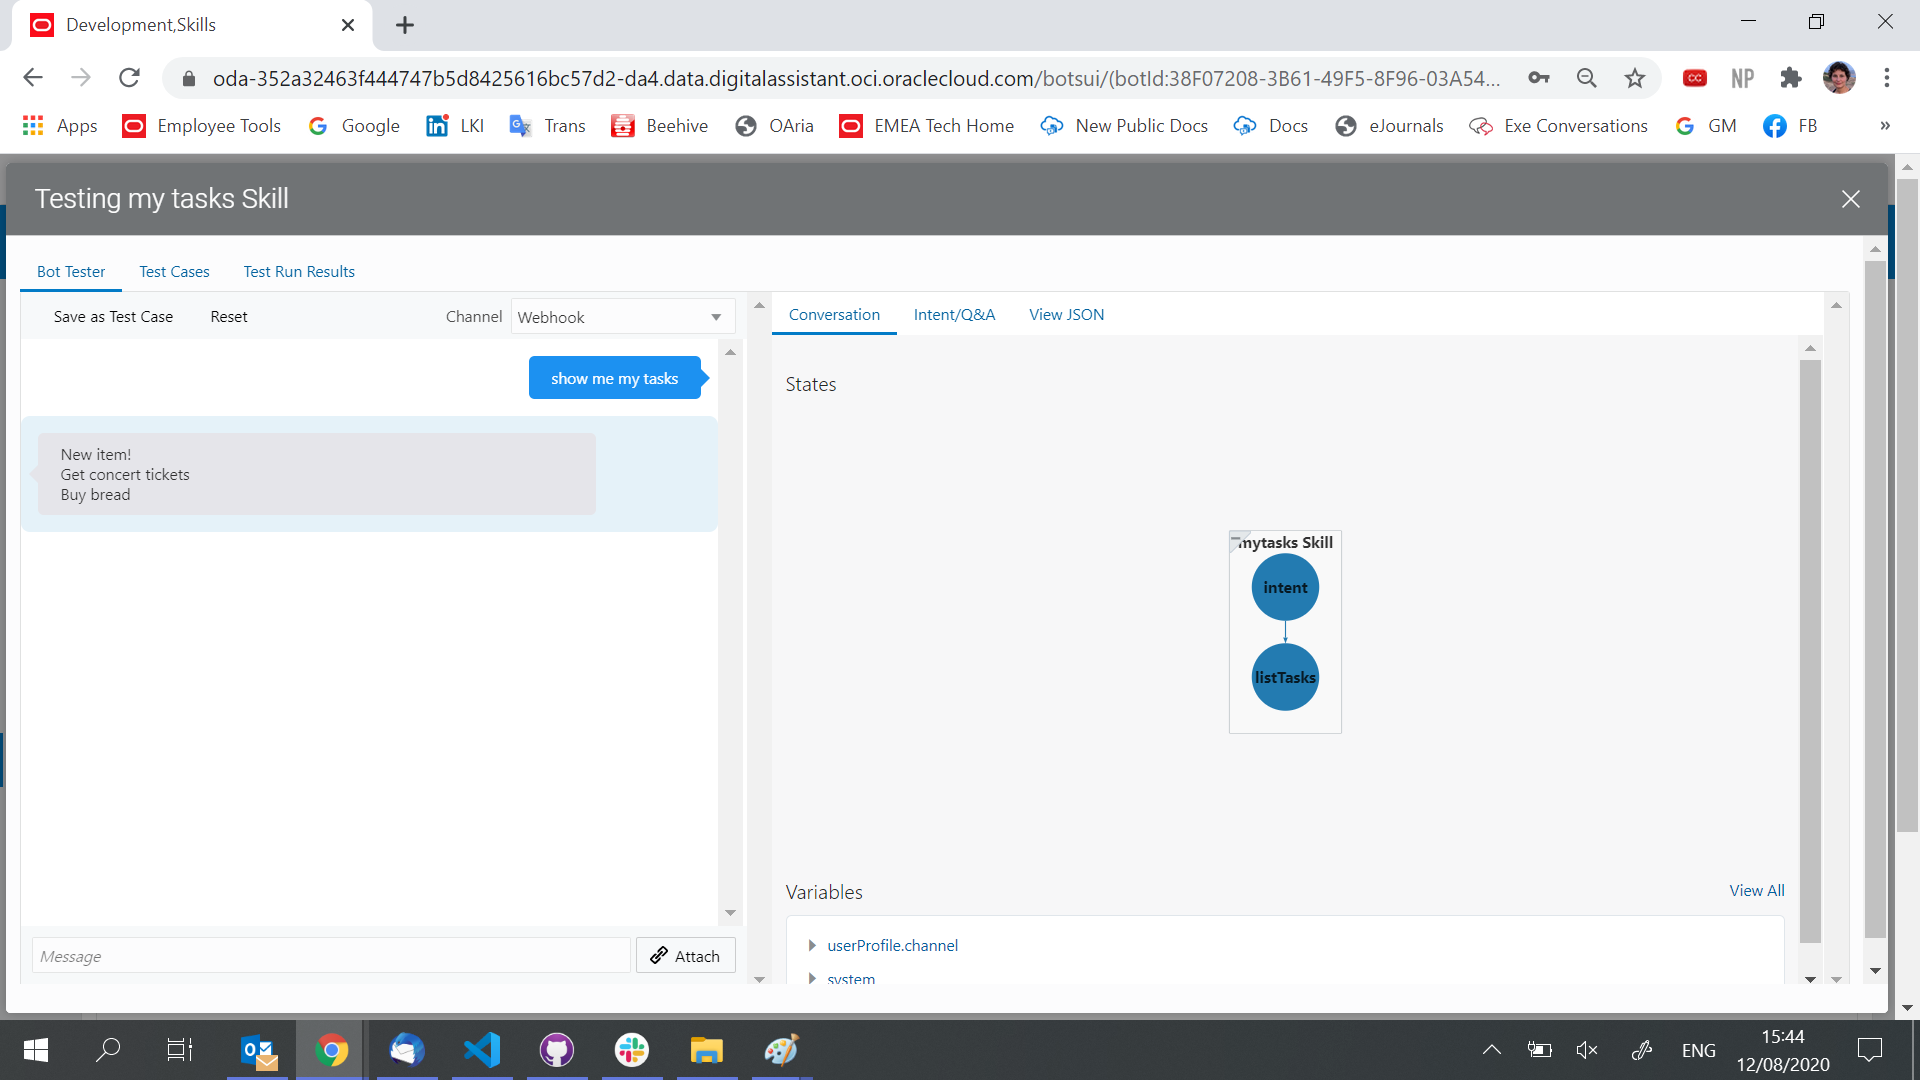 Development,Skills
oda-352a32463f444747b5d8425616bc57d2-da4.data.digitalassistant.oci.oraclecloud.com/botsui/(botId:38F07208-3B61-49F5-8F96-03A54...
CC NP
Apps Employee Tools Google LKI Trans Beehive OAria EMEA Tech Home New Public Docs Docs eJournals Exe Conversations GM FB »
Testing my tasks Skill
Bot Tester Test Cases Test Run Results
Save as Test Case Reset Channel Webhook
Conversation Intent/Q&A View JSON
show me my tasks
New item!
Get concert tickets
Buy bread
States
mytasks Skill
intent
listTasks
Variables View All
userProfile.channel
system
Message Attach
ENG
15:44
12/08/2020